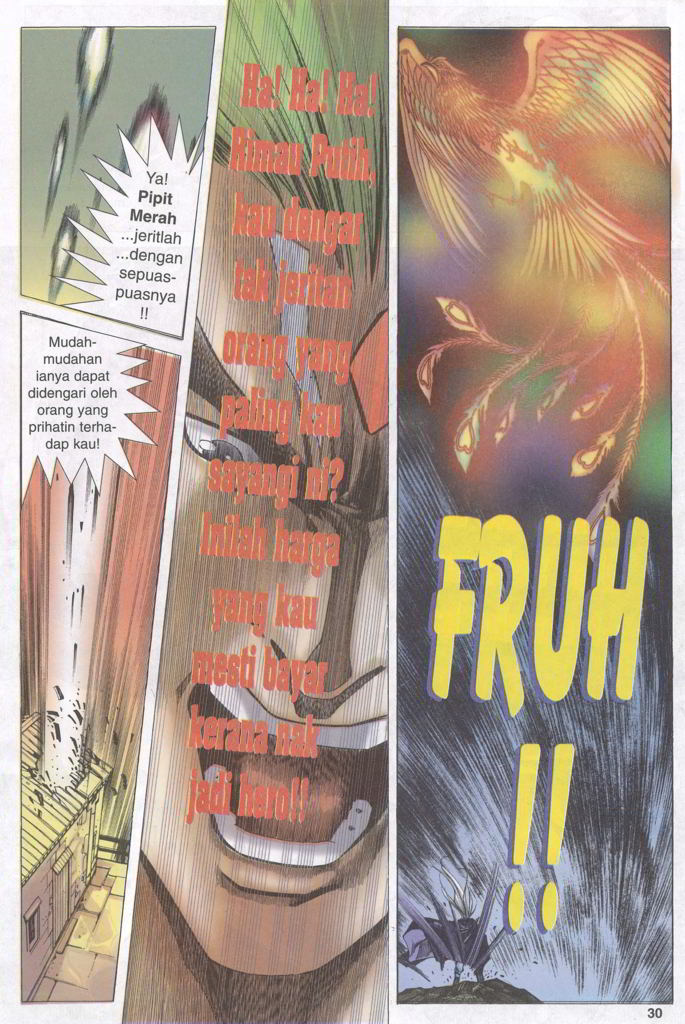 Ya!
Pipit
Merah
...jeritlah
...dengan
sepuas-
puasnya
!!
Mudah-
mudahan
ianya dapat
didengari oleh
orang yang
prihatin terha-
dap kau!
Ha! Ha! Ha!
Rimau Putih,
kau dengar
tak jeritan
orang yang
paling kau
sayangi ni?
Inilah harga
yang kau
mesti bayar
kerana nak
jadi hero!!
FRUH
!!
30